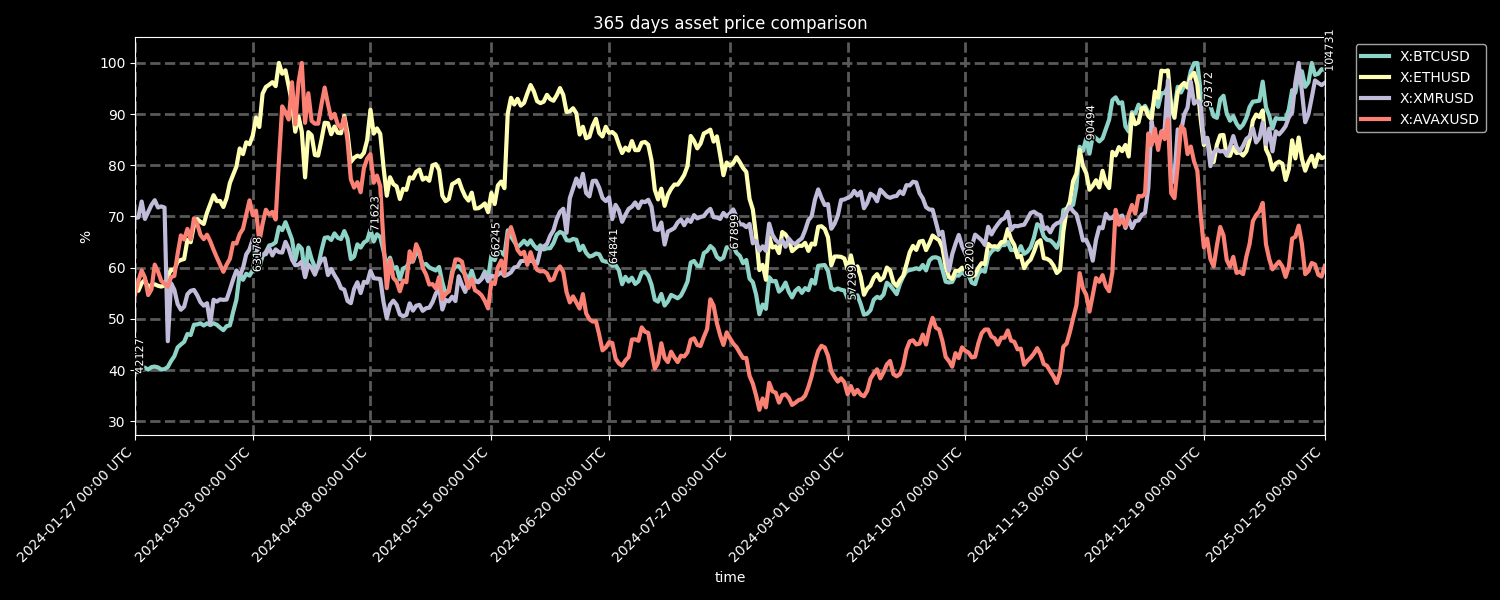 365 days asset price comparison
100
90
80
70
60
50
40
30
%
42127
63178
71623
66245
64841
67899
57299
62200
90494
97372
104731
2024-01-27 00:00 UTC
2024-03-03 00:00 UTC
2024-04-08 00:00 UTC
2024-05-15 00:00 UTC
2024-06-20 00:00 UTC
2024-07-27 00:00 UTC
2024-09-01 00:00 UTC
2024-10-07 00:00 UTC
2024-11-13 00:00 UTC
2024-12-19 00:00 UTC
2025-01-25 00:00 UTC
time
X:BTCUSD
X:ETHUSD
X:XMRUSD
X:AVAXUSD